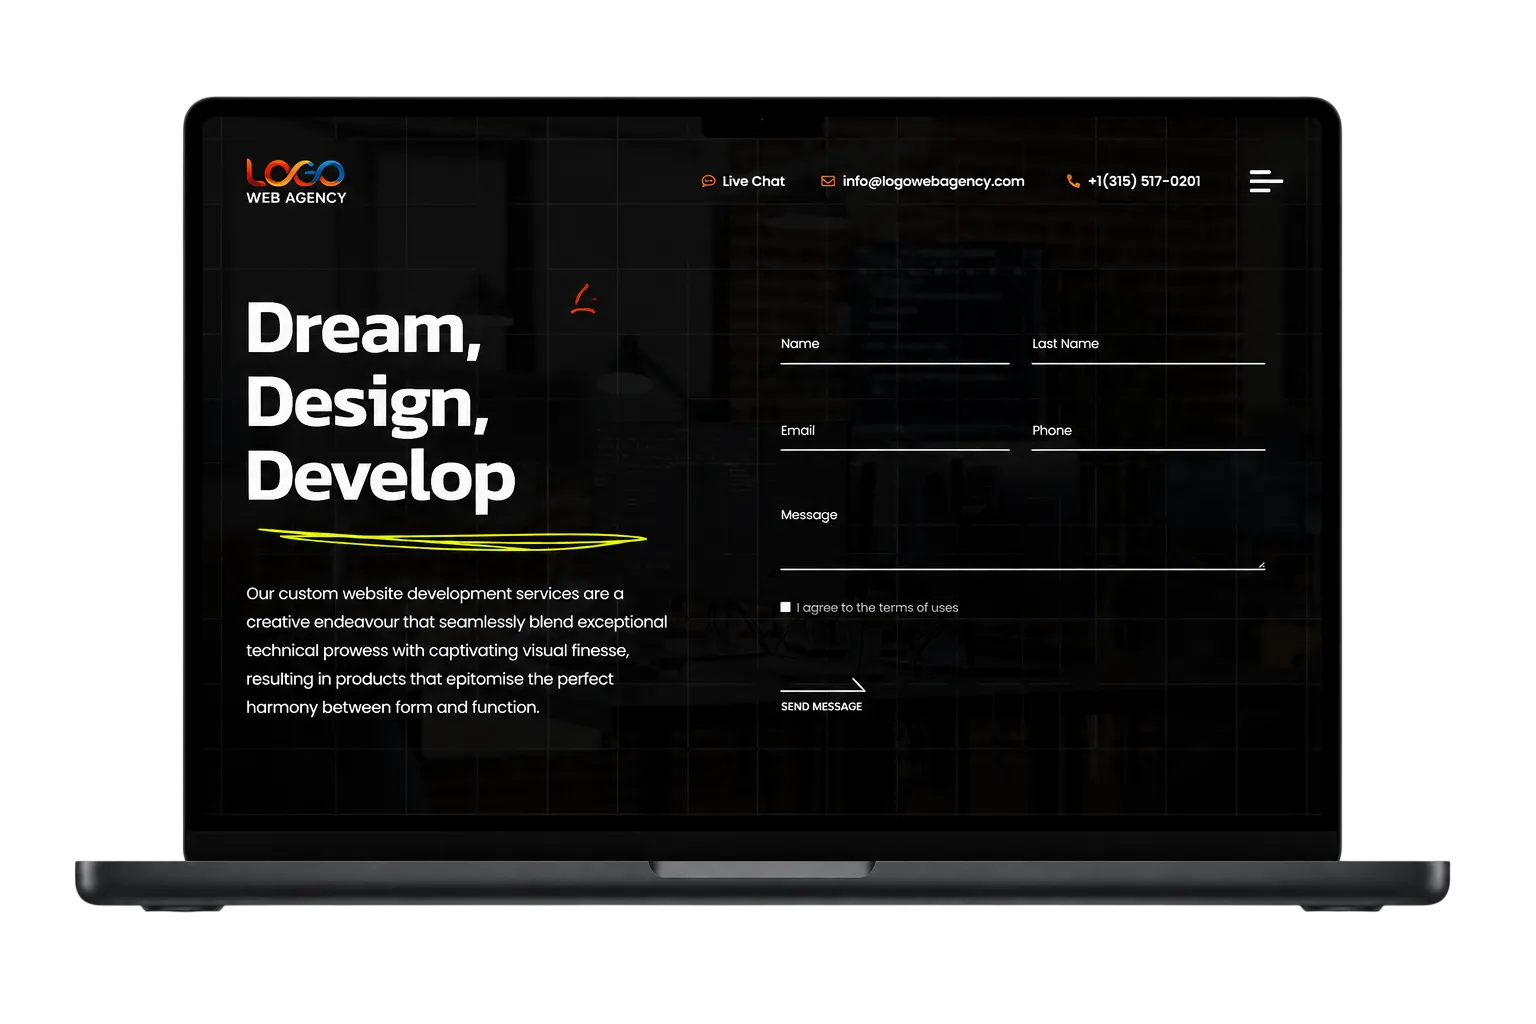 LOGO
WEB AGENCY
Live Chat
info@logowebagency.com
+1(315) 517-0201
Dream,
Design,
Develop
Our custom website development services are a
creative endeavour that seamlessly blend exceptional
technical prowess with captivating visual finesse,
resulting in products that epitomise the perfect
harmony between form and function.
Name
Last Name
Email
Phone
Message
I agree to the terms of uses
SEND MESSAGE